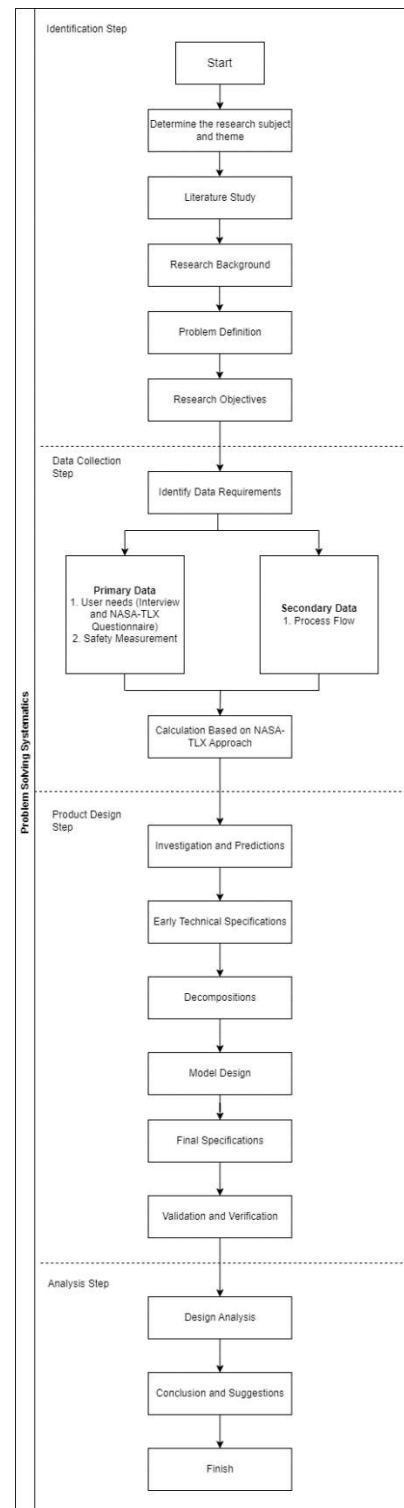 Problem Solving Systematics
Identification Step
Start
Determine the research subject
and theme
Literature Study
Research Background
Problem Definition
Research Objectives
Data Collection
Step
Identify Data Requirements
Primary Data
1. User needs (Interview
and NASA-TLX
Questionnaire)
2. Safety Measurement
Secondary Data
1. Process Flow
Calculation Based on NASA-
TLX Approach
Product Design
Step
Investigation and Predictions
Early Technical Specifications
Decompositions
Model Design
Final Specifications
Validation and Verification
Analysis Step
Design Analysis
Conclusion and Suggestions
Finish